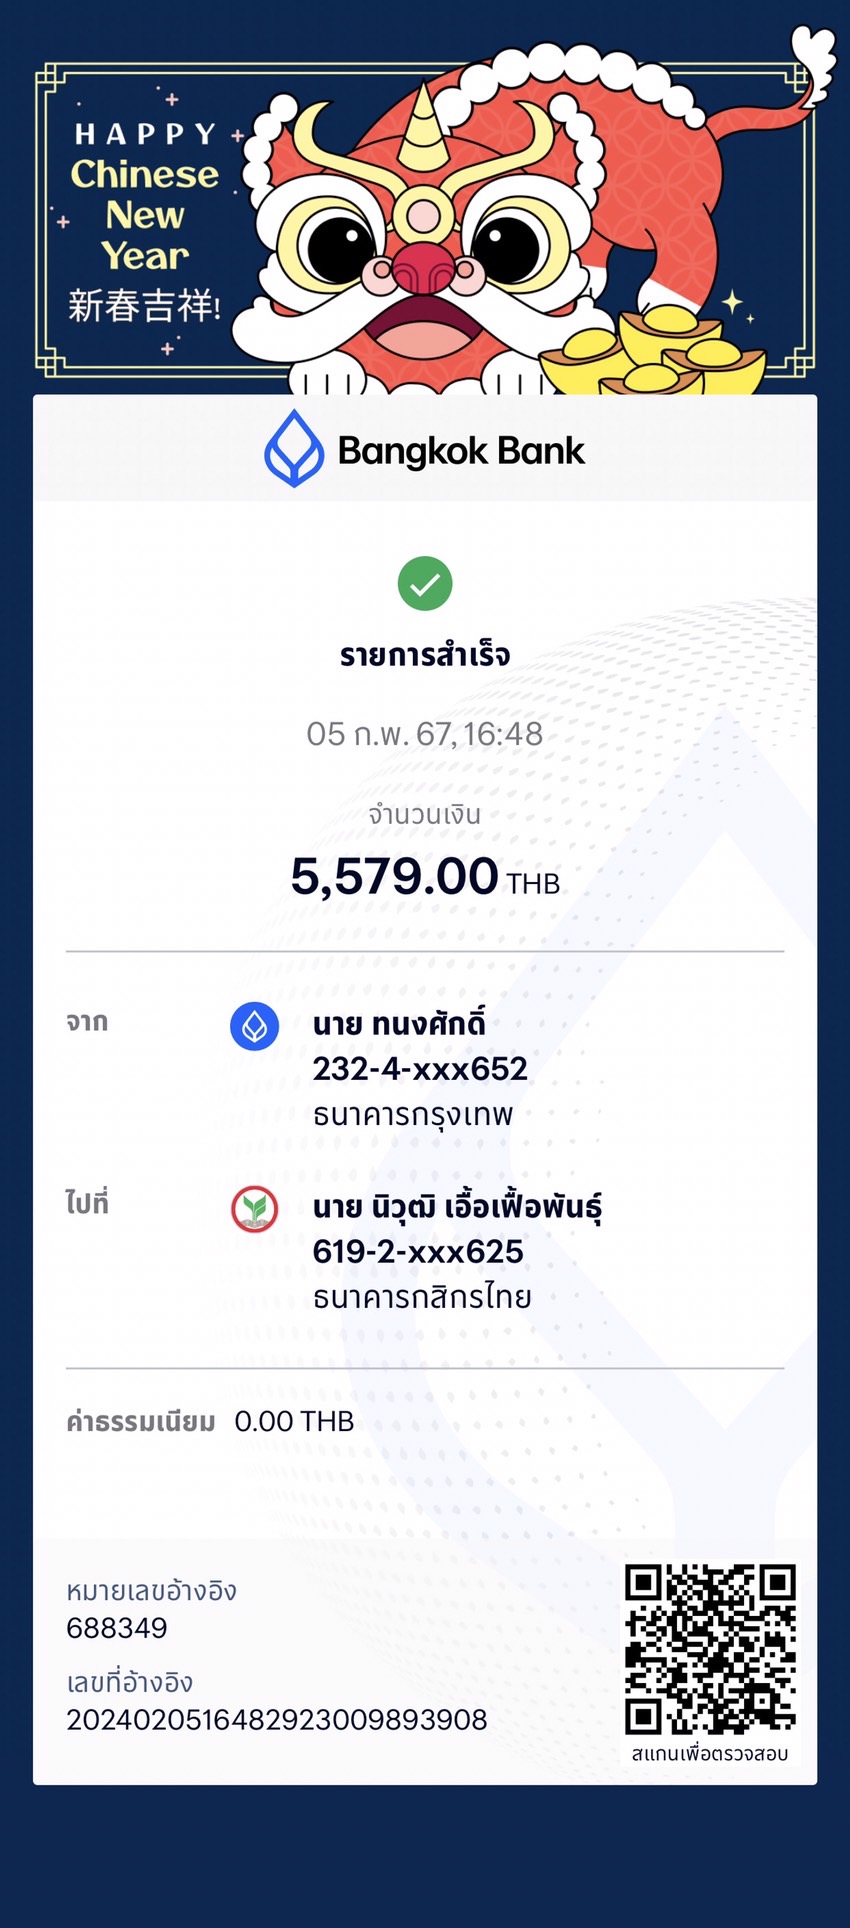 HAPPY
Chinese
New
Year
新春吉祥!
Bangkok Bank
รายการสำเร็จ
05 ก.พ. 67, 16:48
จำนวนเงิน
5,579.00 THB
จาก
นาย ทนงศักดิ์
232-4-xxx652
ธนาคารกรุงเทพ
ไปที่
นาย นิวุฒิ เอื้อเฟื้อพันธุ์
619-2-xxx625
ธนาคารกสิกรไทย
ค่าธรรมเนียม 0.00 THB
หมายเลขอ้างอิง
688349
เลขที่อ้างอิง
2024020516482923009893908
สแกนเพื่อตรวจสอบ